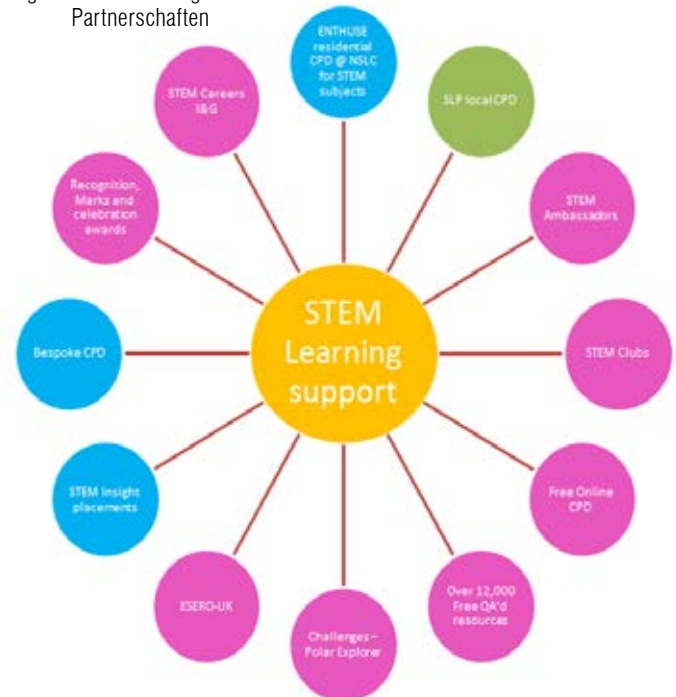 Partnerschaften
ENTHUSE
residential
CPD @ NSLC
for STEM
subjects
SLP local CPD
STEM
Ambassadors
STEM Clubs
Free Online
CPD
Over 12,000
Free QA'd
resources
Challenges –
Polar Explorer
ESERO-UK
STEM Insight
placements
Bespoke CPD
Recognition,
Marks and
celebration
awards
STEM Careers
I&G
STEM
Learning
support